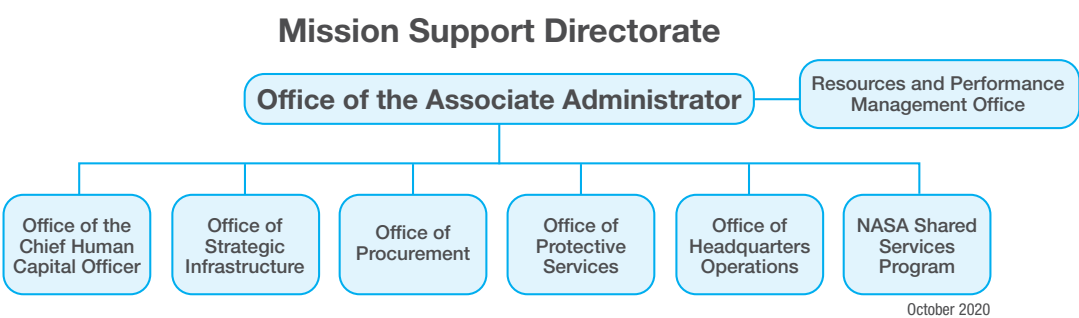 Mission Support Directorate
Office of the Associate Administrator
Resources and Performance
Management Office
Office of the
Chief Human
Capital Officer
Office of
Strategic
Infrastructure
Office of
Procurement
Office of
Protective
Services
Office of
Headquarters
Operations
NASA Shared
Services
Program
October 2020